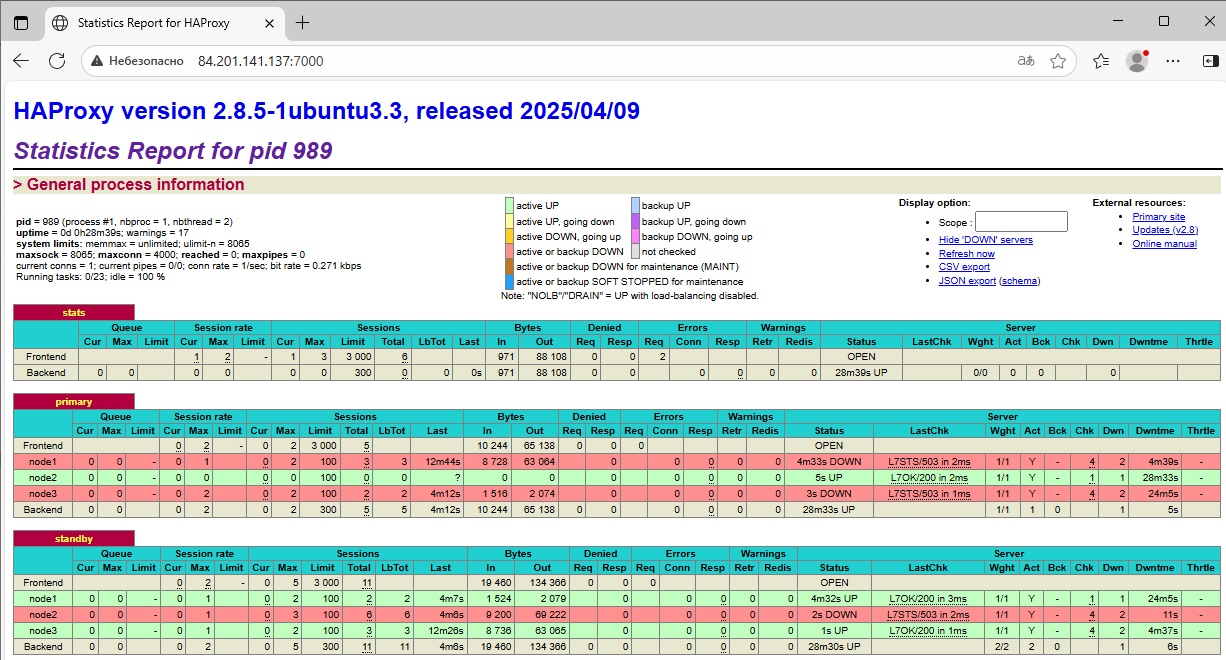 Statistics Report for HAProxy
Небезопасно 84.201.141.137:7000
HAProxy version 2.8.5-1ubuntu3.3, released 2025/04/09
Statistics Report for pid 989
> General process information
pid = 989 (process #1, nbproc = 1, nbthread = 2)
uptime = 0d 0h28m39s; warnings = 17
system limits: memmax = unlimited; ulimit-n = 8065
maxsock = 8065; maxconn = 4000; reached = 0; maxpipes = 0
current conns = 1; current pipes = 0/0; conn rate = 1/sec; bit rate = 0.271 kbps
Running tasks: 0/23; idle = 100 %
active UP backup UP
active UP, going down backup UP, going down
active DOWN, going up backup DOWN, going up
active or backup DOWN not checked
active or backup DOWN for maintenance (MAINT)
active or backup SOFT STOPPED for maintenance
Note: "NOLB"/"DRAIN" = UP with load-balancing disabled.
Display option:
• Scope :
• Hide 'DOWN' servers
• Refresh now
• CSV export
• JSON export (schema)
External resources:
• Primary site
• Updates (v2.8)
• Online manual
stats
Queue Session rate Sessions Bytes Denied Errors Warnings Server
Cur Max Limit Cur Max Limit Cur Max Limit Total LbTot Last In Out Req Resp Req Conn Resp Retr Redis Status LastChk Wght Act Bck Chk Dwn Dwntme Thrtle
Frontend 1 2 - 1 3 3 000 6 971 88 108 0 0 2 OPEN
Backend 0 0 0 0 0 0 300 0 0 0s 971 88 108 0 0 0 0 0 0 28m39s UP 0/0 0 0 0
primary
Queue Session rate Sessions Bytes Denied Errors Warnings Server
Cur Max Limit Cur Max Limit Cur Max Limit Total LbTot Last In Out Req Resp Req Conn Resp Retr Redis Status LastChk Wght Act Bck Chk Dwn Dwntme Thrtle
Frontend 0 2 - 0 2 3 000 5 10 244 65 138 0 0 0 OPEN
node1 0 0 - 0 1 0 2 100 3 3 12m44s 8 728 63 064 0 0 0 0 0 4m33s DOWN L7STS/503 in 2ms 1/1 Y - 4 2 4m39s -
node2 0 0 - 0 0 0 0 100 0 0 ? 0 0 0 0 0 0 0 5s UP L7OK/200 in 2ms 1/1 Y - 1 1 28m33s -
node3 0 0 - 0 2 0 2 100 2 2 4m12s 1 516 2 074 0 0 0 0 0 3s DOWN L7STS/503 in 1ms 1/1 Y - 4 2 24m5s -
Backend 0 0 0 2 0 2 300 5 5 4m12s 10 244 65 138 0 0 0 0 0 0 28m33s UP 1/1 1 0 1 5s
standby
Queue Session rate Sessions Bytes Denied Errors Warnings Server
Cur Max Limit Cur Max Limit Cur Max Limit Total LbTot Last In Out Req Resp Req Conn Resp Retr Redis Status LastChk Wght Act Bck Chk Dwn Dwntme Thrtle
Frontend 0 2 - 0 5 3 000 11 19 460 134 366 0 0 0 OPEN
node1 0 0 - 0 1 0 2 100 2 2 4m7s 1 524 2 079 0 0 0 0 0 4m32s UP L7OK/200 in 3ms 1/1 Y - 1 1 24m5s -
node2 0 0 - 0 1 0 3 100 6 6 4m6s 9 200 69 222 0 0 0 0 0 2s DOWN L7STS/503 in 2ms 1/1 Y - 4 2 11s -
node3 0 0 - 0 1 0 2 100 3 3 12m26s 8 736 63 065 0 0 0 0 0 1s UP L7OK/200 in 1ms 1/1 Y - 4 2 4m37s -
Backend 0 0 0 2 0 5 300 11 11 4m6s 19 460 134 366 0 0 0 0 0 0 28m30s UP 2/2 2 0 1 6s